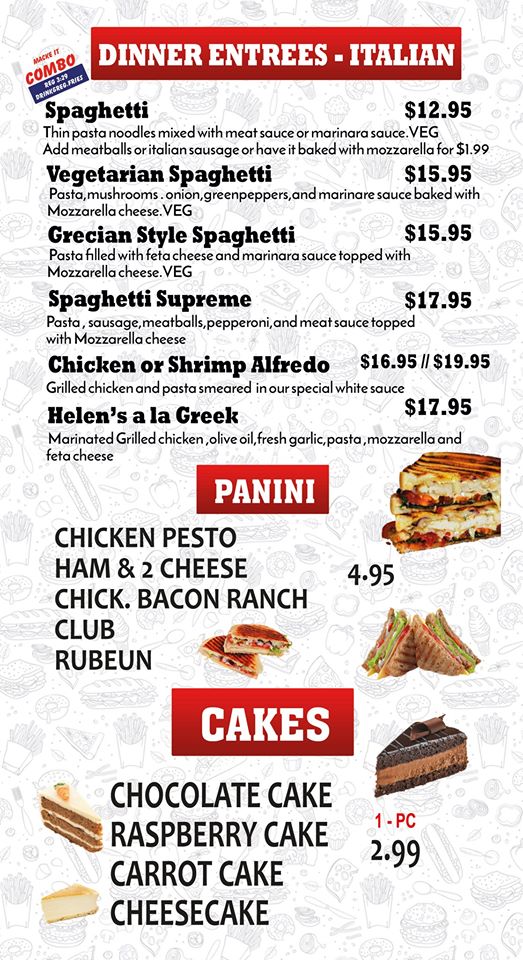 MACKE IT
COMBO
REG 3.29
DRINK&REG.FRIES
DINNER ENTREES - ITALIAN
Spaghetti $12.95
Thin pasta noodles mixed with meat sauce or marinara sauce.VEG
Add meatballs or italian sausage or have it baked with mozzarella for $1.99
Vegetarian Spaghetti $15.95
Pasta,mushrooms . onion,greenpeppers,and marinare sauce baked with
Mozzarella cheese.VEG
Grecian Style Spaghetti $15.95
Pasta filled with feta cheese and marinara sauce topped with
Mozzarella cheese.VEG
Spaghetti Supreme $17.95
Pasta , sausage,meatballs,pepperoni,and meat sauce topped
with Mozzarella cheese
Chicken or Shrimp Alfredo $16.95 // $19.95
Grilled chicken and pasta smeared in our special white sauce
Helen's a la Greek $17.95
Marinated Grilled chicken ,olive oil,fresh garlic,pasta ,mozzarella and
feta cheese
PANINI
CHICKEN PESTO
HAM & 2 CHEESE 4.95
CHICK. BACON RANCH
CLUB
RUBEUN
CAKES
CHOCOLATE CAKE
1 - PC
RASPBERRY CAKE 2.99
CARROT CAKE
CHEESECAKE